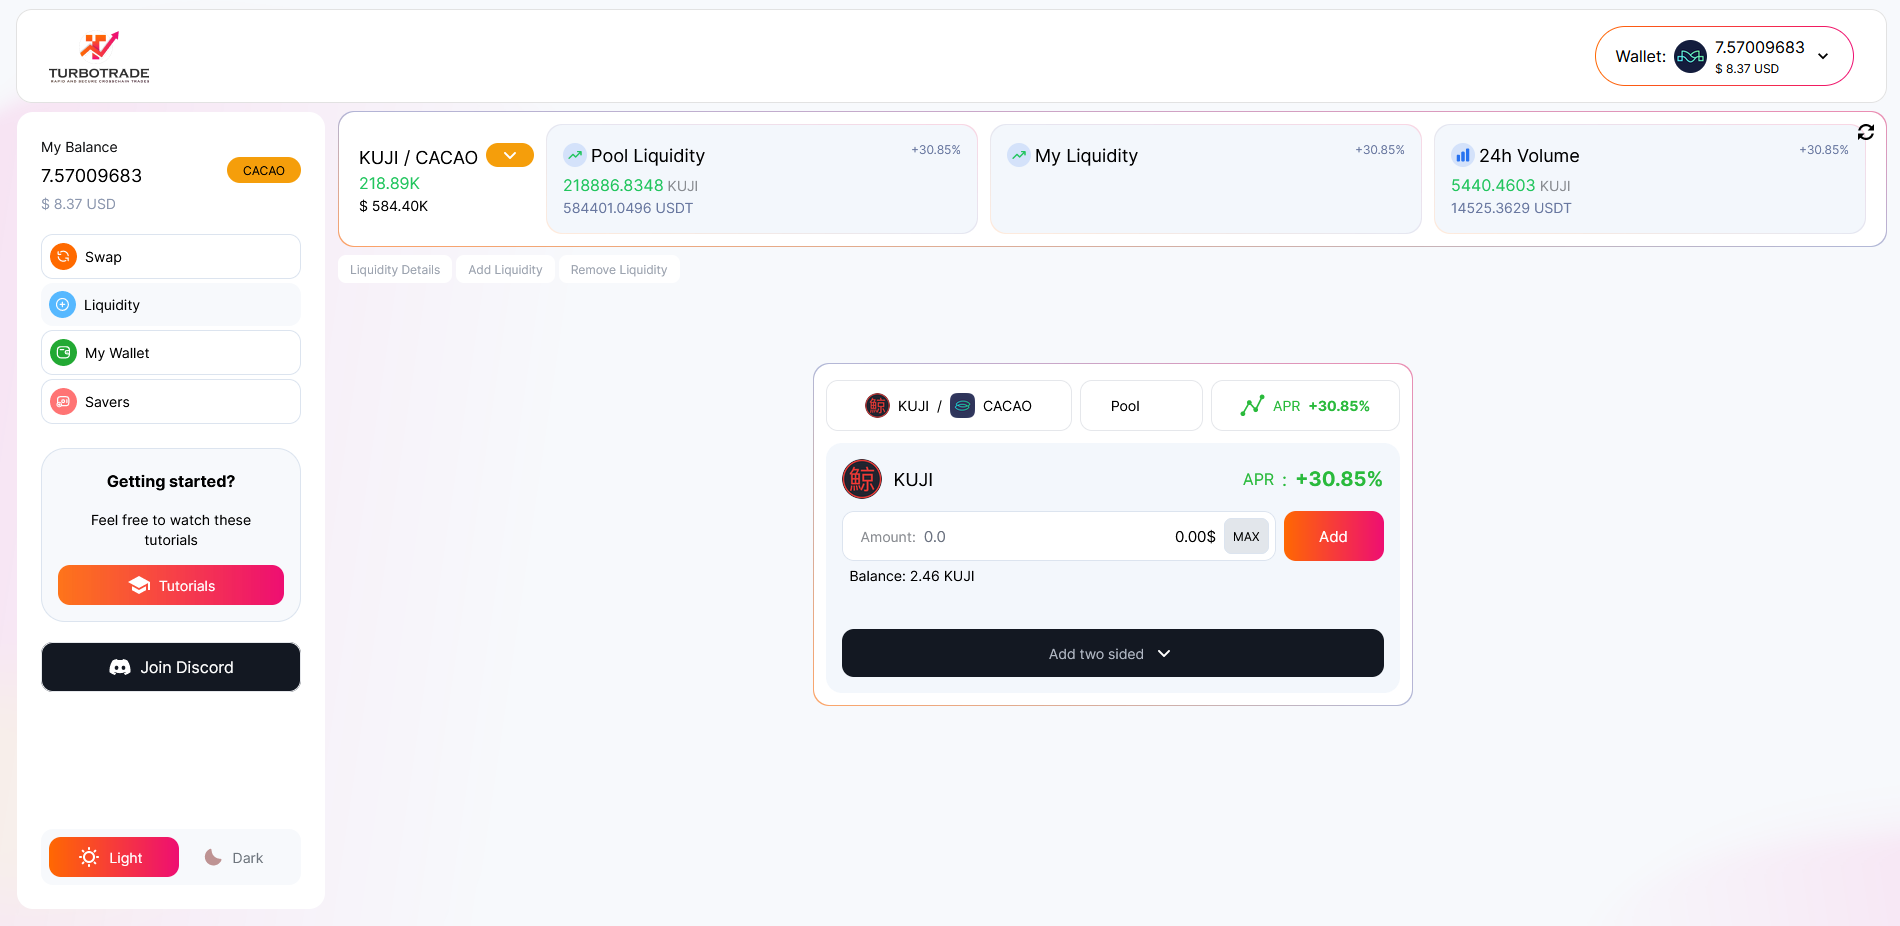 TURBOTRADE
RAPID AND SECURE CROSSCHAIN TRADES
Wallet:
7.57009683
$ 8.37 USD
My Balance
7.57009683
$ 8.37 USD
CACAO
Swap
Liquidity
My Wallet
Savers
Getting started?
Feel free to watch these
tutorials
Tutorials
Join Discord
Light
Dark
KUJI / CACAO
218.89K
$ 584.40K
Pool Liquidity
+30.85%
218886.8348 KUJI
584401.0496 USDT
My Liquidity
+30.85%
24h Volume
+30.85%
5440.4603 KUJI
14525.3629 USDT
Liquidity Details
Add Liquidity
Remove Liquidity
鯨 KUJI / CACAO
Pool
APR +30.85%
鯨 KUJI
APR : +30.85%
Amount: 0.0
0.00$
MAX
Add
Balance: 2.46 KUJI
Add two sided